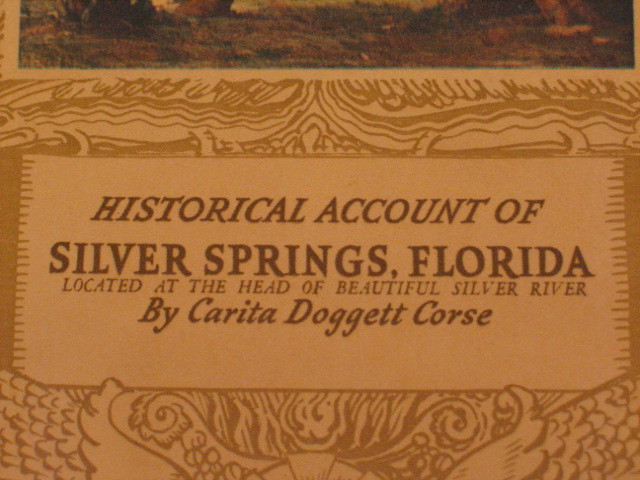 HISTORICAL ACCOUNT OF
SILVER SPRINGS, FLORIDA
LOCATED AT THE HEAD OF BEAUTIFUL SILVER RIVER
By Carita Doggett Corse